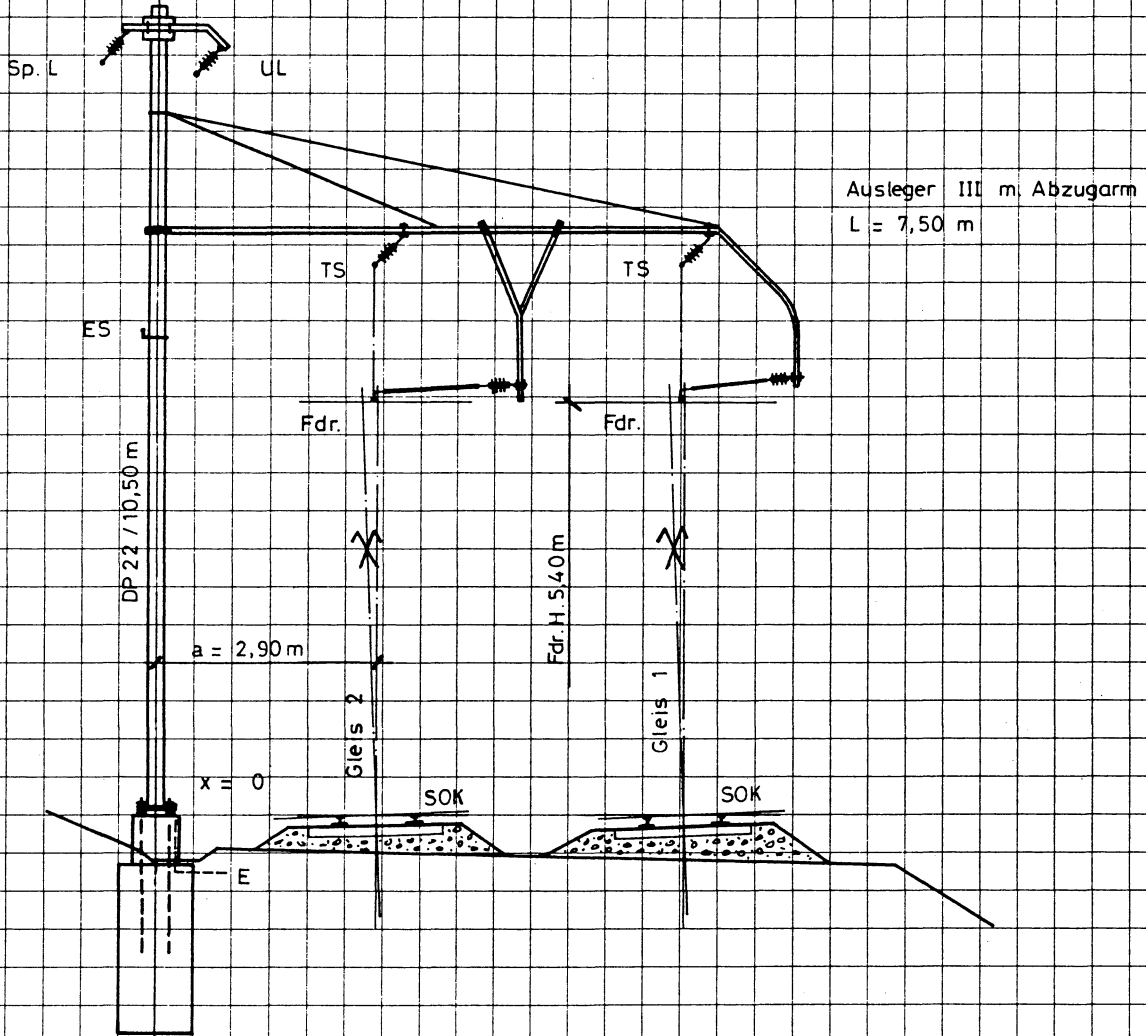 Sp. L
UL
Ausleger III m. Abzugarm
L = 7,50 m
TS
TS
ES
Fdr.
Fdr.
DP 22 / 10,50 m
Fdr. H. 5,40 m
a = 2,90 m
Gleis 2
Gleis 1
x = 0
SOK
SOK
E